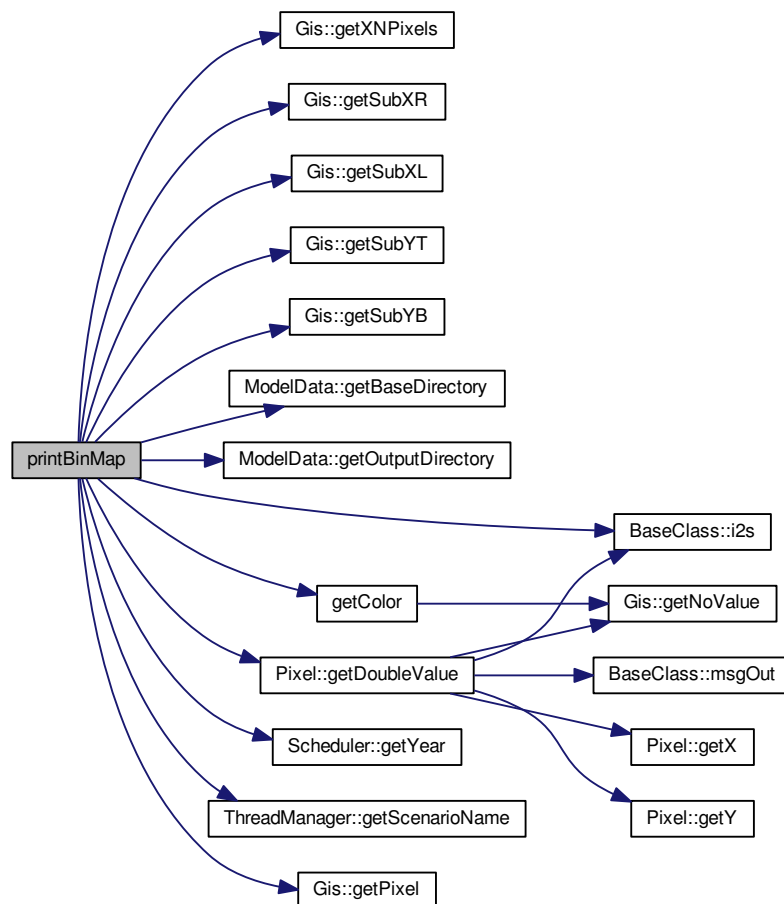 Gis::getXNPixels
Gis::getSubXR
Gis::getSubXL
Gis::getSubYT
Gis::getSubYB
ModelData::getBaseDirectory
printBinMap
ModelData::getOutputDirectory
BaseClass::i2s
getColor
Gis::getNoValue
Pixel::getDoubleValue
BaseClass::msgOut
Scheduler::getYear
Pixel::getX
ThreadManager::getScenarioName
Pixel::getY
Gis::getPixel